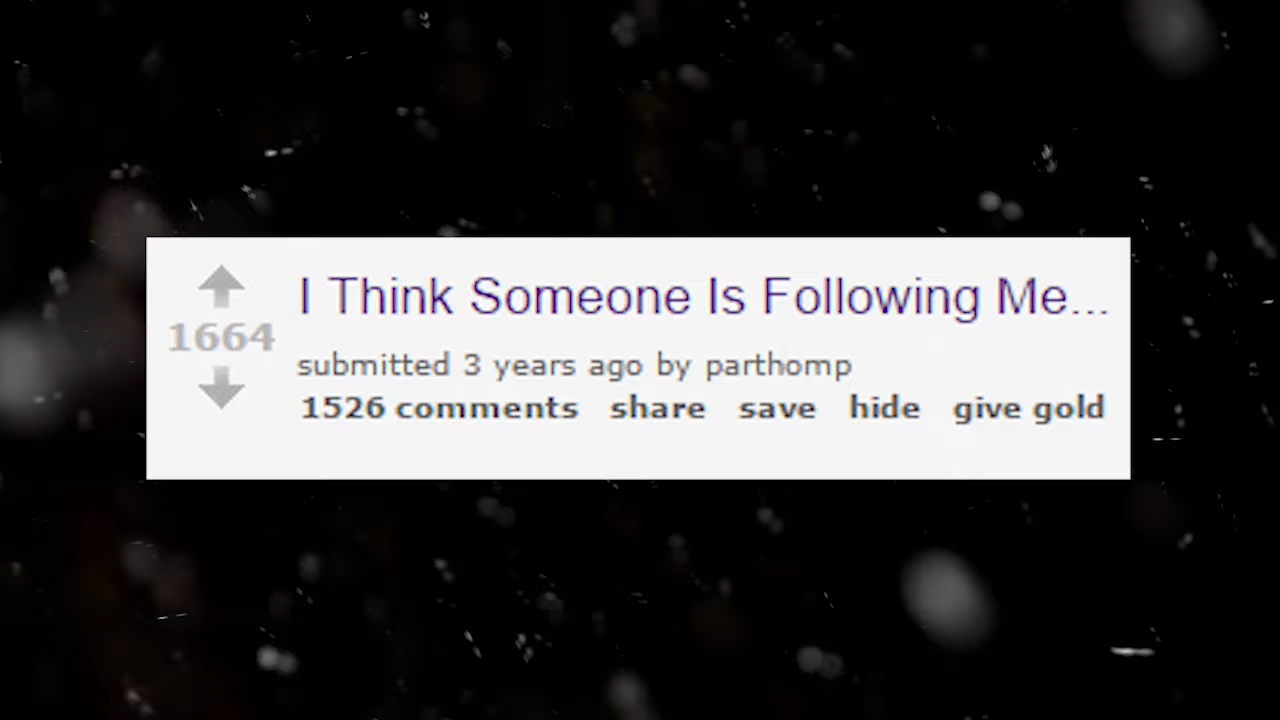 I Think Someone Is Following Me...
1664
submitted 3 years ago by parthomp
1526 comments share save hide give gold